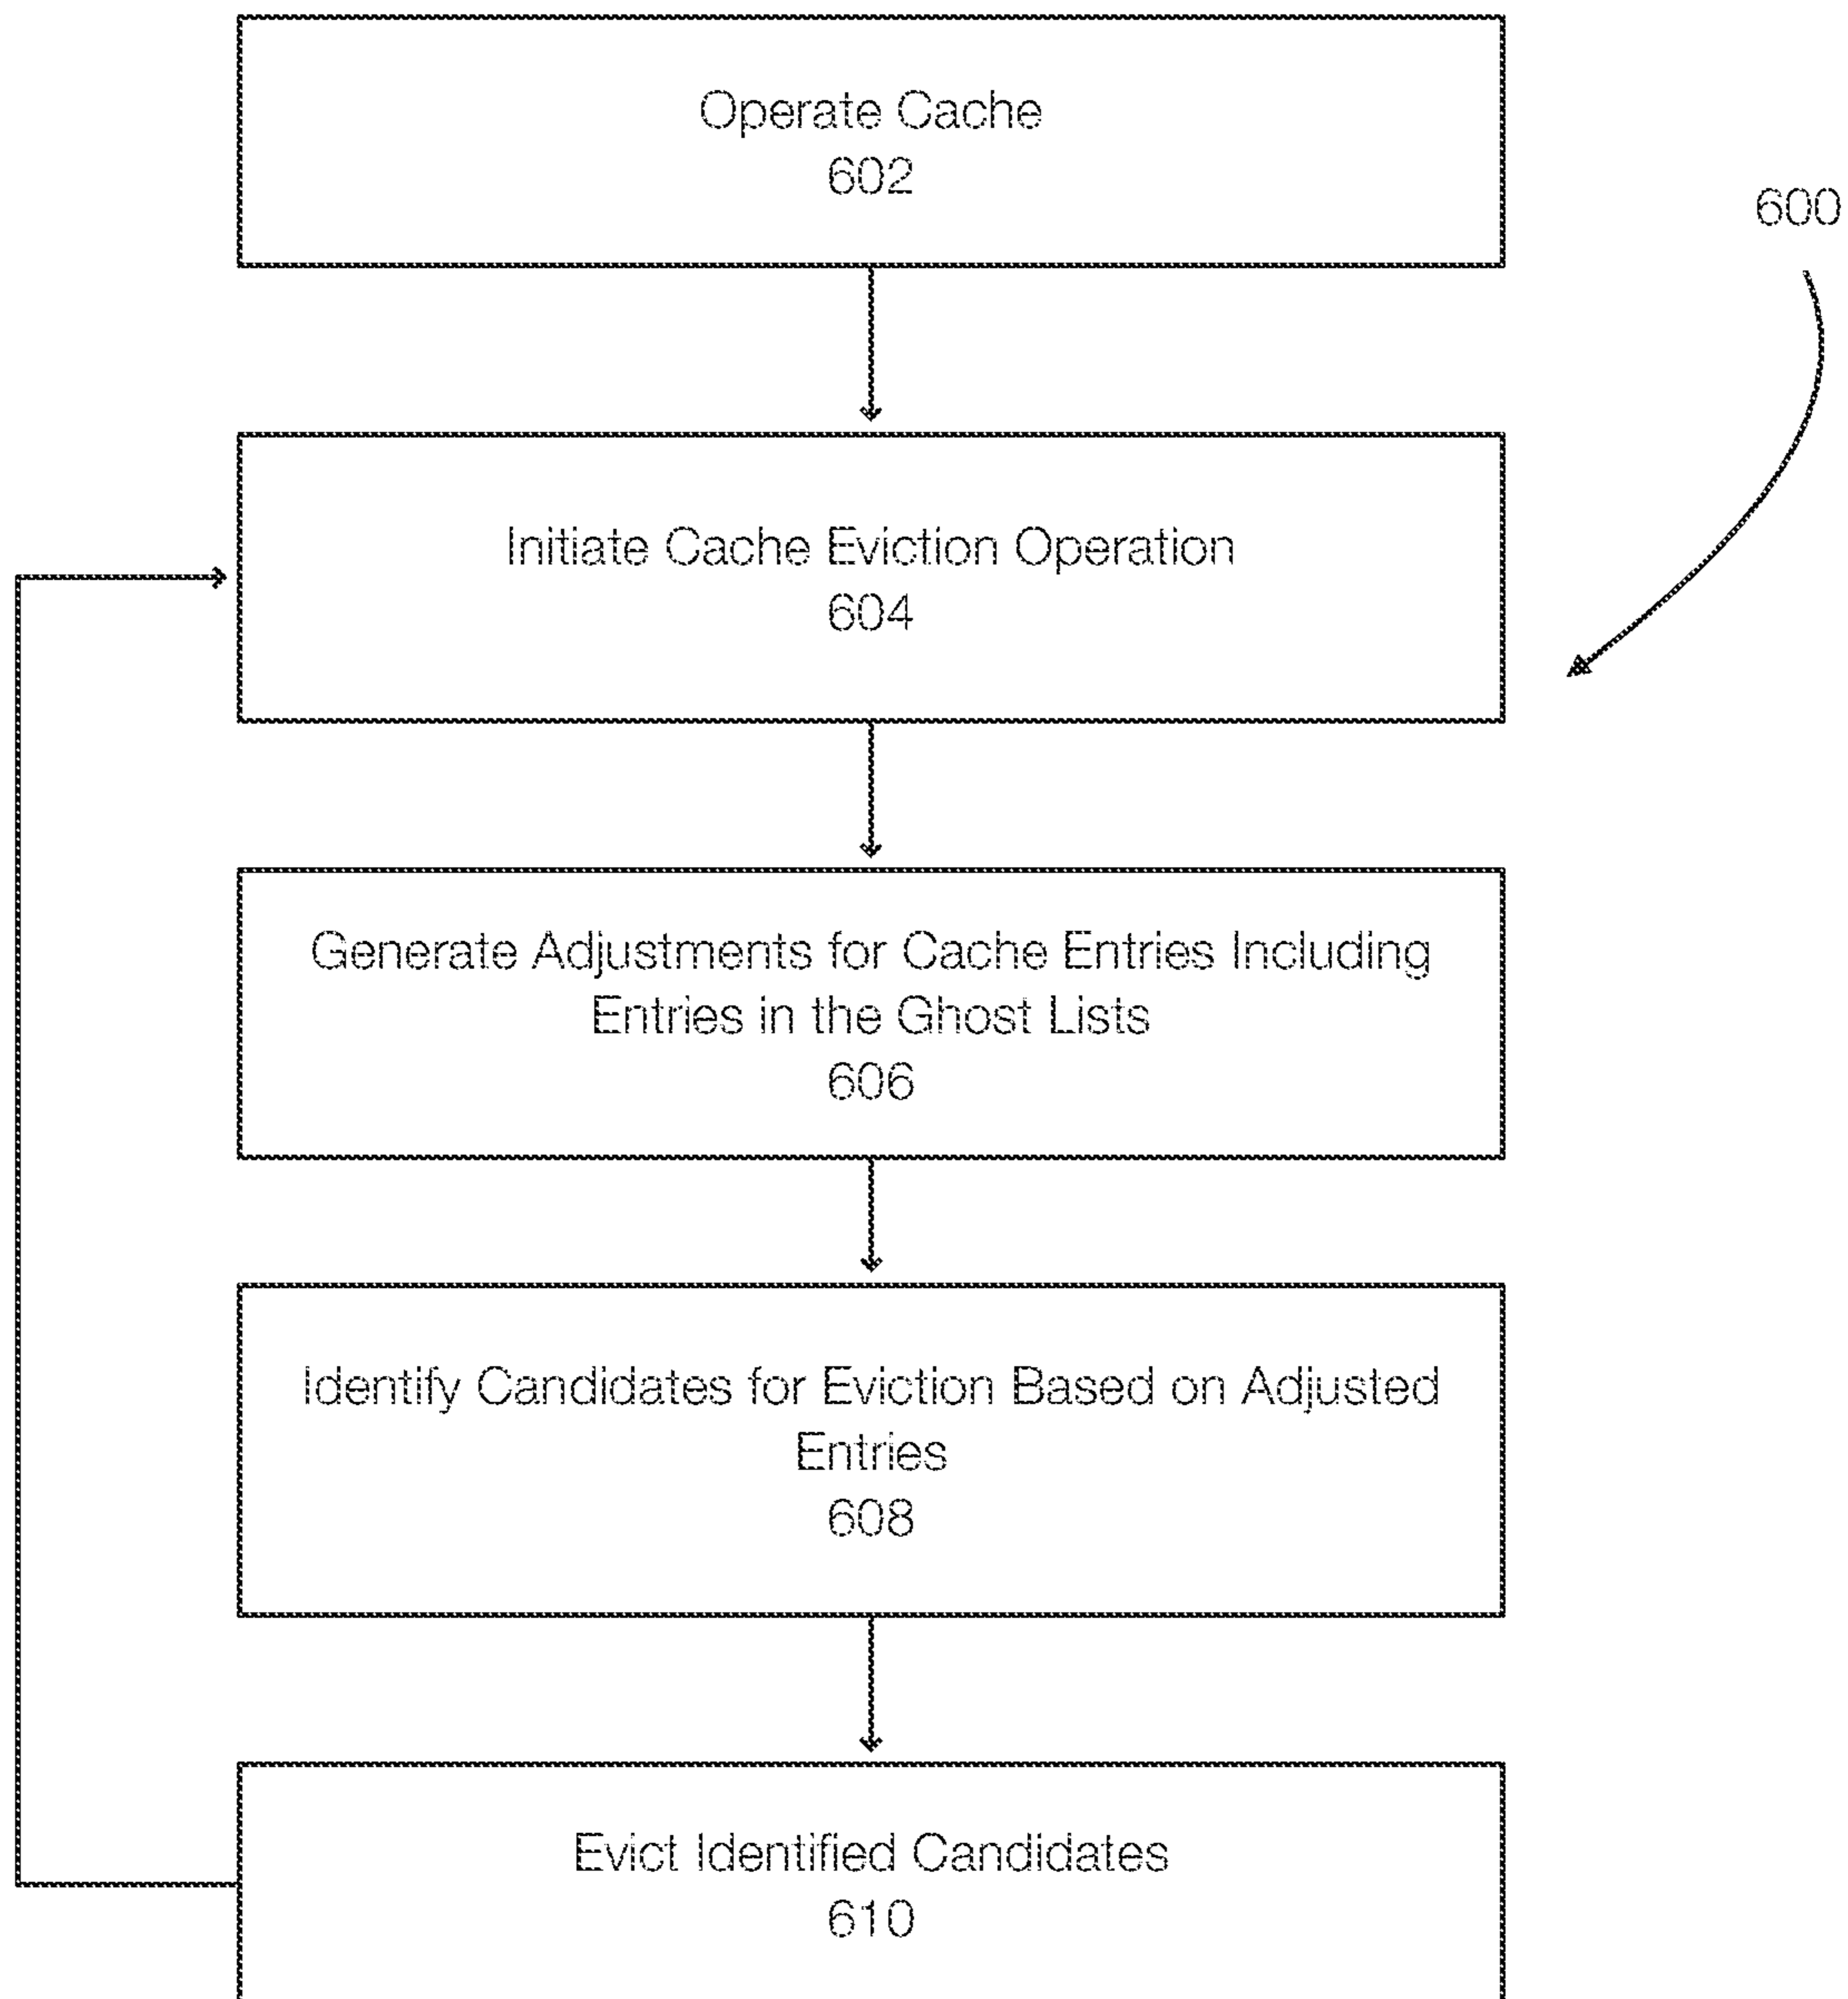 Operate Cache
602
600
Initiate Cache Eviction Operation
604
Generate Adjustments for Cache Entries Including
Entries in the Ghost Lists
606
Identify Candidates for Eviction Based on Adjusted
Entries
608
Evict Identified Candidates
610